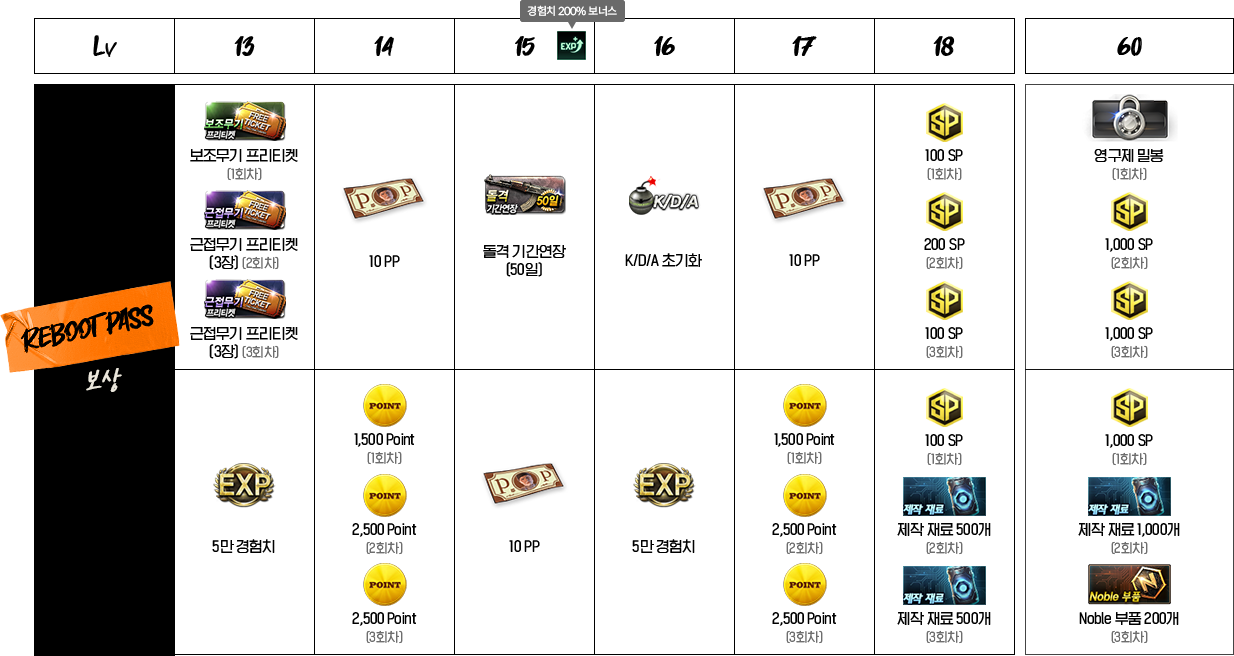 경험치 200% 보너스
Lv
13
14
15
EXP
16
17
18
60
REBOOT PASS
보상
보조무기
프리티켓
FREE
TICKET
보조무기 프리티켓
(1회차)
근접무기
프리티켓
FREE
TICKET
근접무기 프리티켓
(3장) (2회차)
근접무기
프리티켓
FREE
TICKET
근접무기 프리티켓
(3장) (3회차)
P P
10 PP
돌격
기간연장
50일
돌격 기간연장
(50일)
K/D/A
K/D/A 초기화
P P
10 PP
SP
100 SP
(1회차)
SP
200 SP
(2회차)
SP
100 SP
(3회차)
영구제 밀봉
(1회차)
SP
1,000 SP
(2회차)
SP
1,000 SP
(3회차)
EXP
5만 경험치
POINT
1,500 Point
(1회차)
POINT
2,500 Point
(2회차)
POINT
2,500 Point
(3회차)
P P
10 PP
EXP
5만 경험치
POINT
1,500 Point
(1회차)
POINT
2,500 Point
(2회차)
POINT
2,500 Point
(3회차)
SP
100 SP
(1회차)
제작 재료
제작 재료 500개
(2회차)
제작 재료
제작 재료 500개
(3회차)
SP
1,000 SP
(1회차)
제작 재료
제작 재료 1,000개
(2회차)
N
Noble 부품
Noble 부품 200개
(3회차)